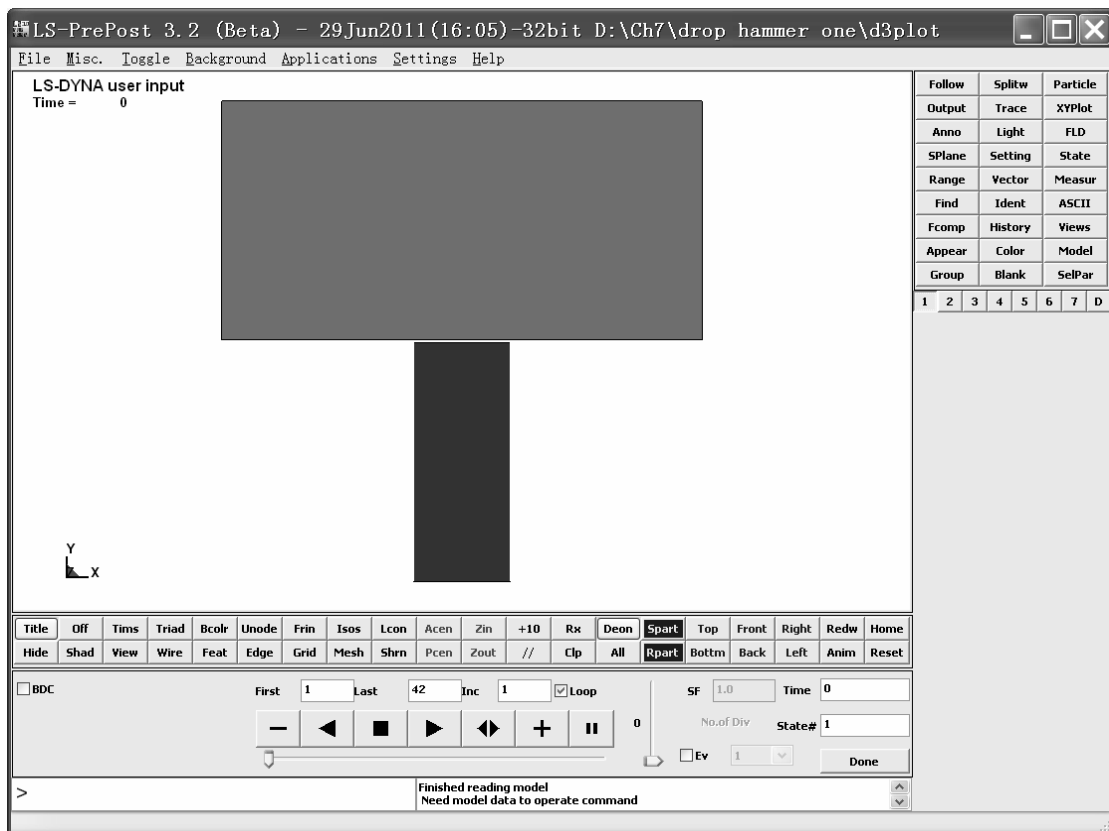 LS-PrePost 3.2 (Beta) - 29Jun2011(16:05)-32bit D:\Ch7\drop hammer one\d3plot
File Misc. Toggle Background Applications Settings Help
LS-DYNA user input
Time = 0
Follow Splitw Particle
Output Trace XYPlot
Anno Light FLD
SPlane Setting State
Range Vector Measur
Find Ident ASCII
Fcomp History Views
Appear Color Model
Group Blank SelPar
1 2 3 4 5 6 7 D
Y
Z X
Title Off Tims Triad Bcolr Unode Frin Isos Lcon Acen Zin +10 Rx Deon Spart Top Front Right Redw Home
Hide Shad View Wire Feat Edge Grid Mesh Shrn Pcen Zout // Clp All Rpart Bottm Back Left Anim Reset
BDC First 1 Last 42 Inc 1 Loop SF 1.0 Time 0
0 No.of Div State# 1
Ev 1 Done
> Finished reading model
Need model data to operate command